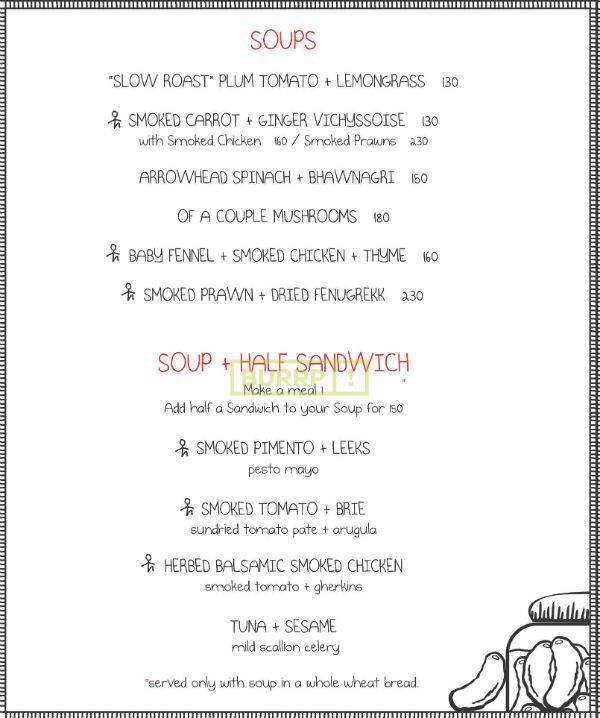 SOUPS
"SLOW ROAST" PLUM TOMATO + LEMONGRASS 130
SMOKED CARROT + GINGER VICHYSSOISE 130
with Smoked Chicken 160 / Smoked Prawns 230
ARROWHEAD SPINACH + BHAWNAGRI 150
OF A COUPLE MUSHROOMS 180
BABY FENNEL + SMOKED CHICKEN + THYME 160
SMOKED PRAWN + DRIED FENUGREKK 230
SOUP + HALF SANDWICH
BURRP!
Make a meal !
*
Add half a Sandwich to your Soup for 150
SMOKED PIMENTO + LEEKS
pesto mayo
SMOKED TOMATO + BRIE
sundried tomato pate + arugula
HERBED BALSAMIC SMOKED CHICKEN
smoked tomato + gherkins
TUNA + SESAME
mild scallion celery
*served only with soup in a whole wheat bread.